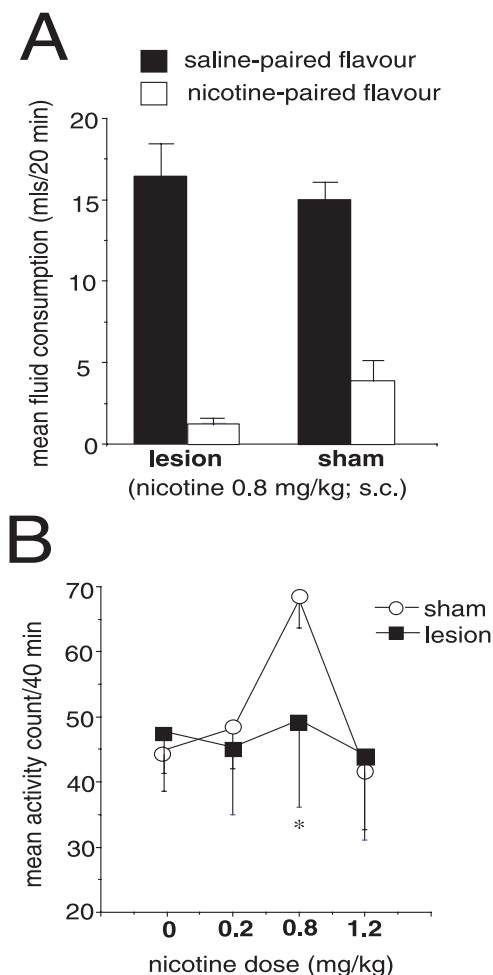 A
saline-paired flavour
nicotine-paired flavour
mean fluid consumption (mls/20 min)
20
15
10
5
0
lesion sham
(nicotine 0.8 mg/kg; s.c.)
B
mean activity count/40 min
70
60
50
40
30
20
sham
lesion
*
0 0.2 0.8 1.2
nicotine dose (mg/kg)